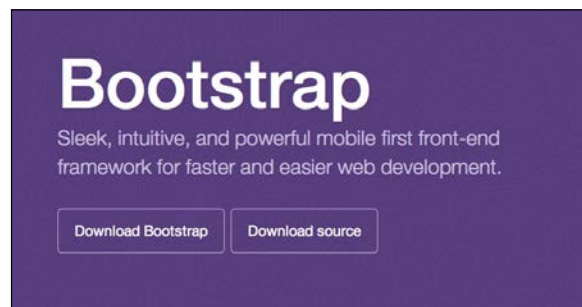 Bootstrap
Sleek, intuitive, and powerful mobile first front-end
framework for faster and easier web development.
Download Bootstrap Download source